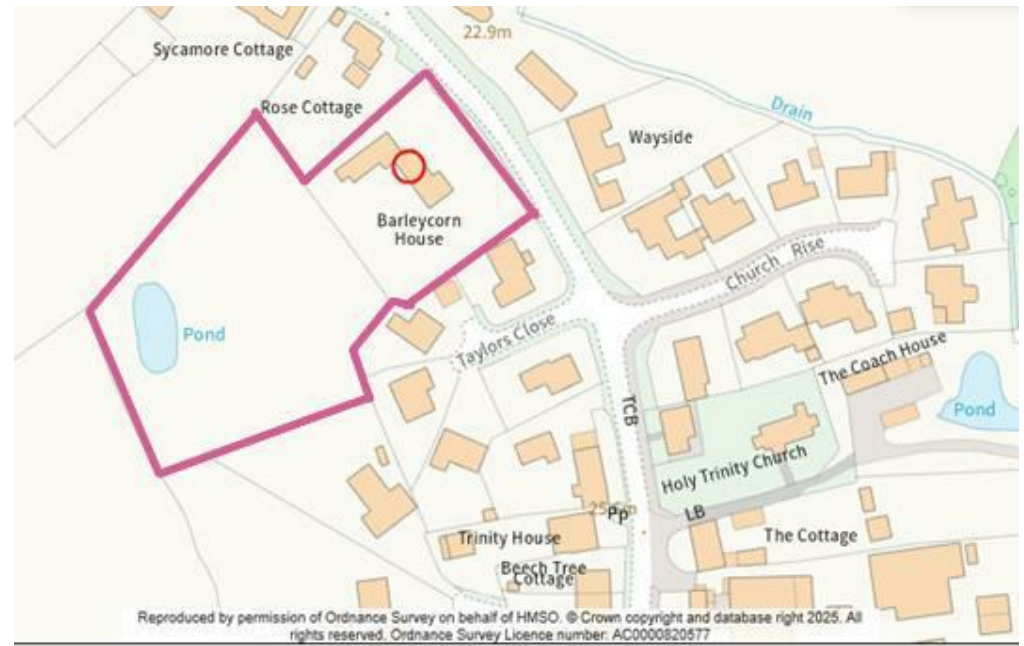 22.9m
Sycamore Cottage
Rose Cottage
Drain
Wayside
Barleycorn
House
Church Rise
Pond
Taylors Close
The Coach House
TCB
Pond
Holy Trinity Church
Pp
LB
Trinity House
The Cottage
Beech Tree
Cottage
Reproduced by permission of Ordnance Survey on behalf of HMSO. © Crown copyright and database right 2025. All
rights reserved. Ordnance Survey Licence number: AC0000820577